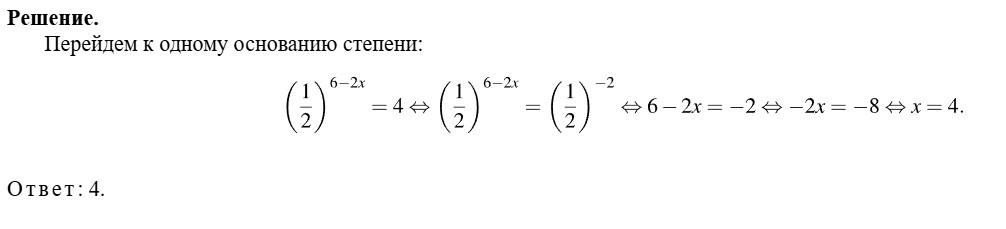 Решение.
Перейдем к одному основанию степени:
(1/2)^{6−2x} = 4 ⇔ (1/2)^{6−2x} = (1/2)^{−2} ⇔ 6 − 2x = −2 ⇔ −2x = −8 ⇔ x = 4.
Ответ: 4.